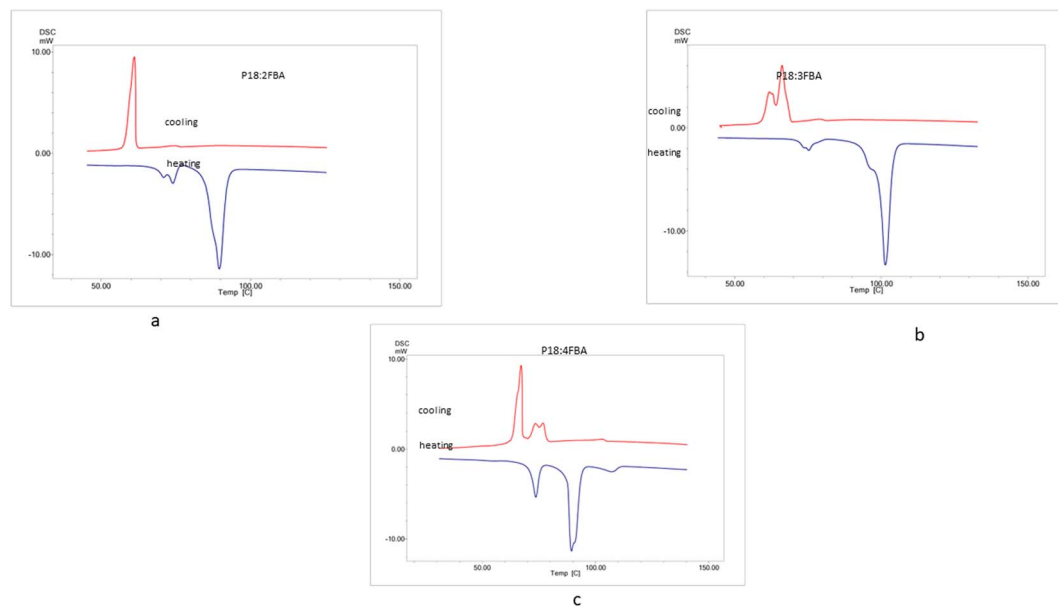 DSC
mW
10.00
P18:2FBA
cooling
0.00
heating
-10.00
50.00
100.00
150.00
Temp [C]
a
DSC
mW
P18:3FBA
cooling
0.00
heating
-10.00
50.00
100.00
150.00
Temp [C]
b
DSC
mW
P18:4FBA
10.00
cooling
0.00
heating
-10.00
50.00
100.00
150.00
Temp [C]
c